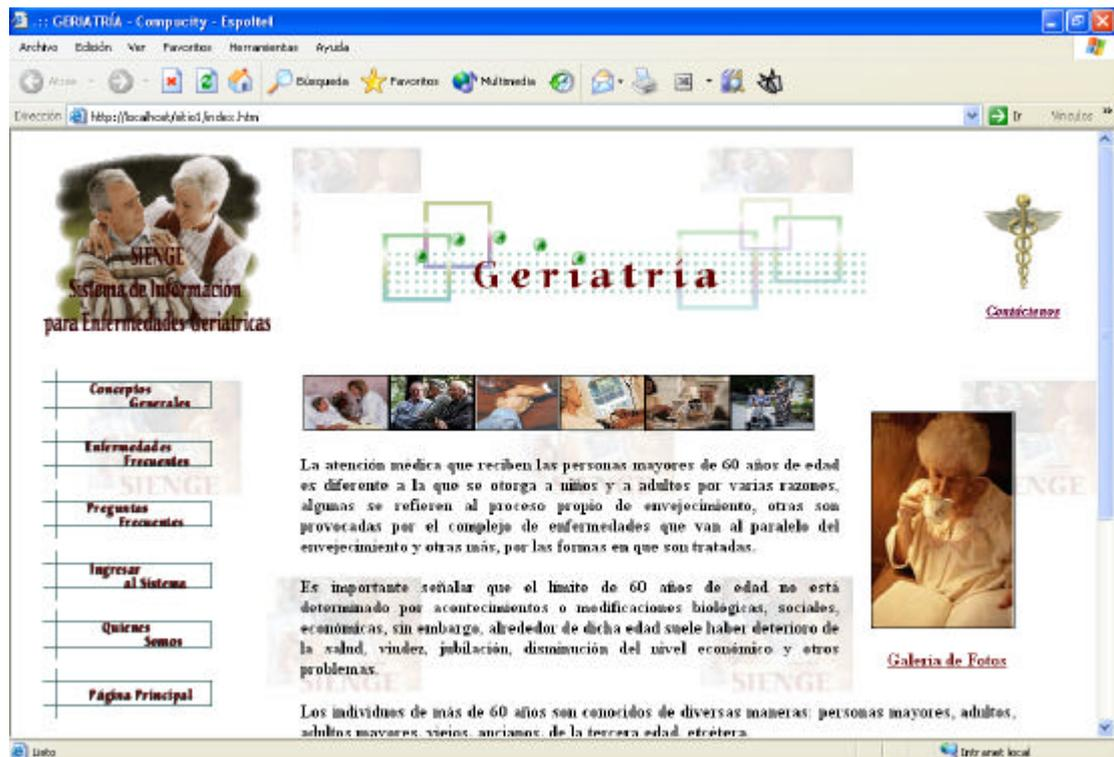 .:: GERIATRÍA - Compucity - Espoltel
Archivo Edición Ver Favoritos Herramientas Ayuda
Atrás Búsqueda Favoritos Multimedia
Dirección http://localhost/sitio1/index.htm Ir Vínculos
SIENGE
Sistema de Información
para Enfermedades Geriátricas
Geriatría
Contáctenos
Conceptos
Generales
Enfermedades
Frecuentes
Preguntas
Frecuentes
Ingresar
al Sistema
Quienes
Somos
Página Principal
La atención médica que reciben las personas mayores de 60 años de edad
es diferente a la que se otorga a niños y a adultos por varias razones,
algunas se refieren al proceso propio de envejecimiento, otras son
provocadas por el complejo de enfermedades que van al paralelo del
envejecimiento y otras más, por las formas en que son tratadas.
Es importante señalar que el límite de 60 años de edad no está
determinado por acontecimientos o modificaciones biológicas, sociales,
económicas, sin embargo, alrededor de dicha edad suele haber deterioro de
la salud, viudez, jubilación, disminución del nivel económico y otros
problemas.
Galería de Fotos
Los individuos de más de 60 años son conocidos de diversas maneras: personas mayores, adultos,
adultos mayores, viejos, ancianos, de la tercera edad, etcétera.
SIENGE
SIENGE
SIENGE
Listo
Intranet local